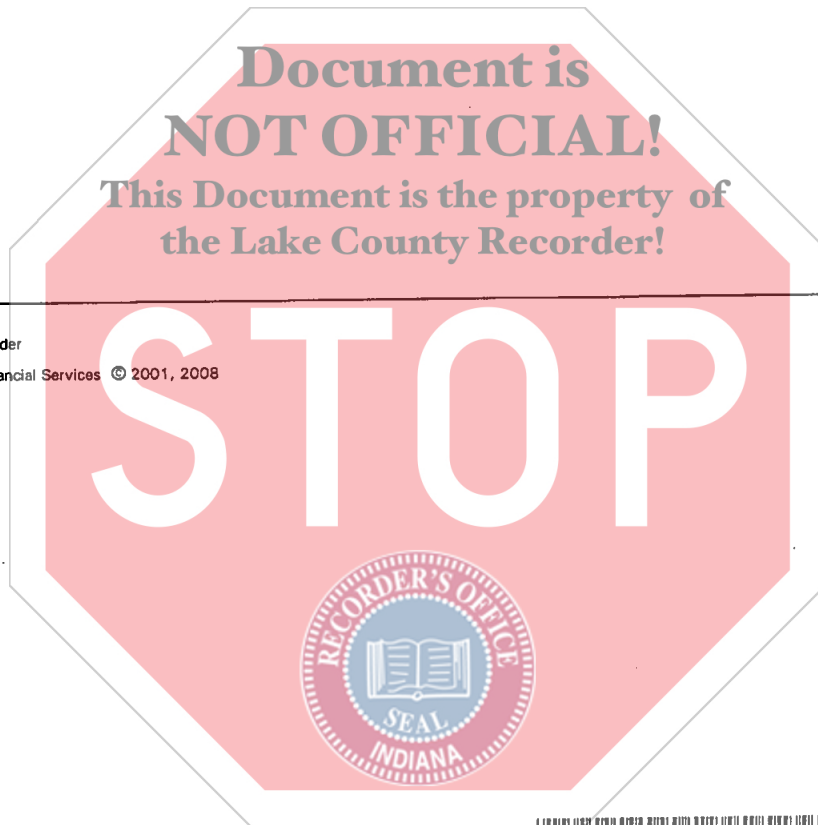 Document is
NOT OFFICIAL!
This Document is the property of
the Lake County Recorder!
der
ancial Services © 2001, 2008
STOP
RECORDER'S OFFICE
SEAL
INDIANA